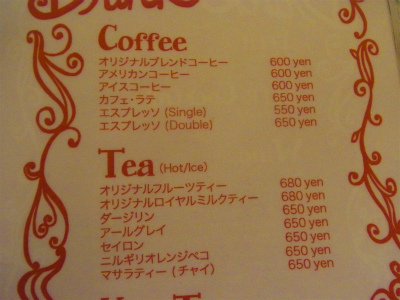 Coffee
オリジナルブレンドコーヒー 600 yen
アメリカンコーヒー 600 yen
アイスコーヒー 600 yen
カフェ・ラテ 650 yen
エスプレッソ (Single) 550 yen
エスプレッソ (Double) 650 yen
Tea (Hot/Ice)
オリジナルフルーツティー 680 yen
オリジナルロイヤルミルクティー 680 yen
ダージリン 650 yen
アールグレイ 650 yen
セイロン 650 yen
ニルギリオレンジペコ 650 yen
マサラティー (チャイ) 650 yen